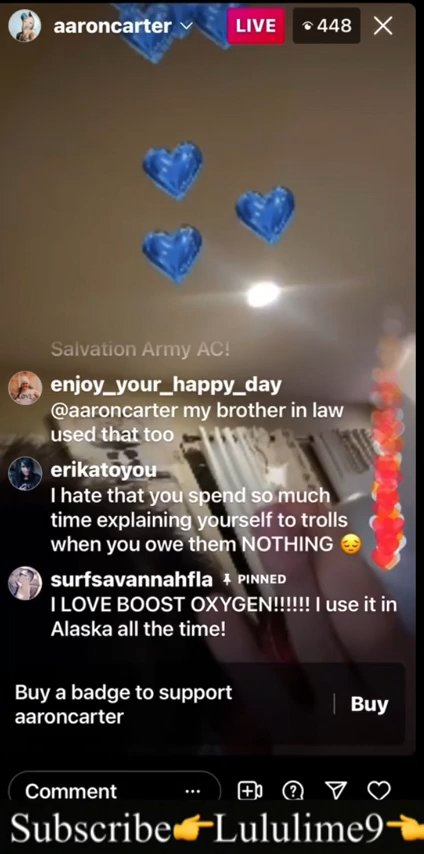 aaroncarter
LIVE
448
Salvation Army AC!
enjoy_your_happy_day
@aaroncarter my brother in law
used that too
erikatoyou
I hate that you spend so much
time explaining yourself to trolls
when you owe them NOTHING 😔
surfsavannahfla PINNED
I LOVE BOOST OXYGEN!!!!!! I use it in
Alaska all the time!
Buy a badge to support
aaroncarter
Buy
Comment
Subscribe👉Lululime9👈